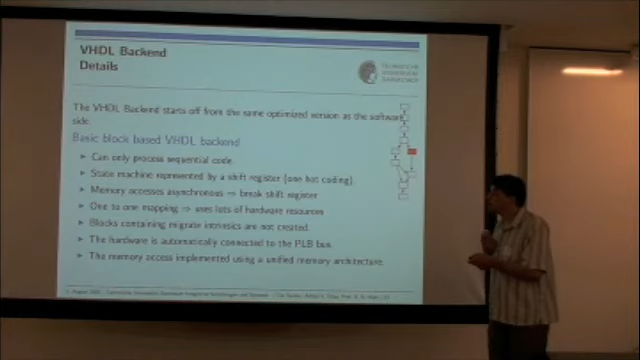 VHDL Backend
Details
TECHNISCHE
UNIVERSITÄT
DARMSTADT
The VHDL Backend starts off from the same optimized version as the software
side.
Basic block based VHDL backend
Can only process sequential code.
State machine represented by a shift register (one hot coding)
Memory accesses asynchronous ⇒ break shift register
One to one mapping ⇒ uses lots of hardware resources
Blocks containing migrate intrinsics are not created.
The hardware is automatically connected to the PLB bus.
The memory access implemented using a unified memory architecture.